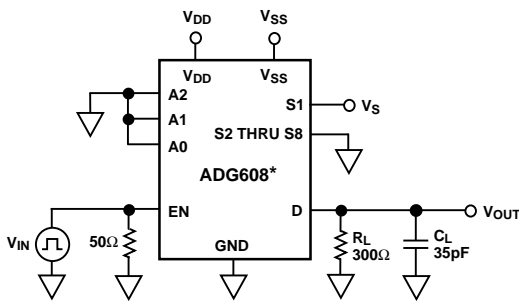 VDD VSS
VDD VSS
A2
A1
A0
S1 VS
S2 THRU S8
ADG608*
EN D VOUT
VIN 50Ω
GND
RL
300Ω
CL
35pF